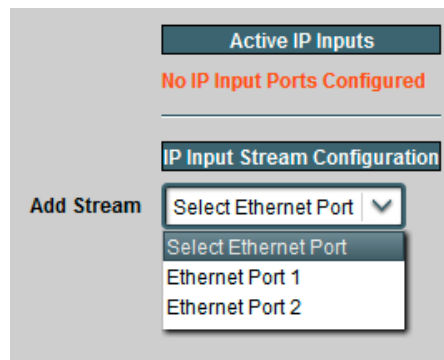 Active IP Inputs
No IP Input Ports Configured
IP Input Stream Configuration
Add Stream Select Ethernet Port
Select Ethernet Port
Ethernet Port 1
Ethernet Port 2